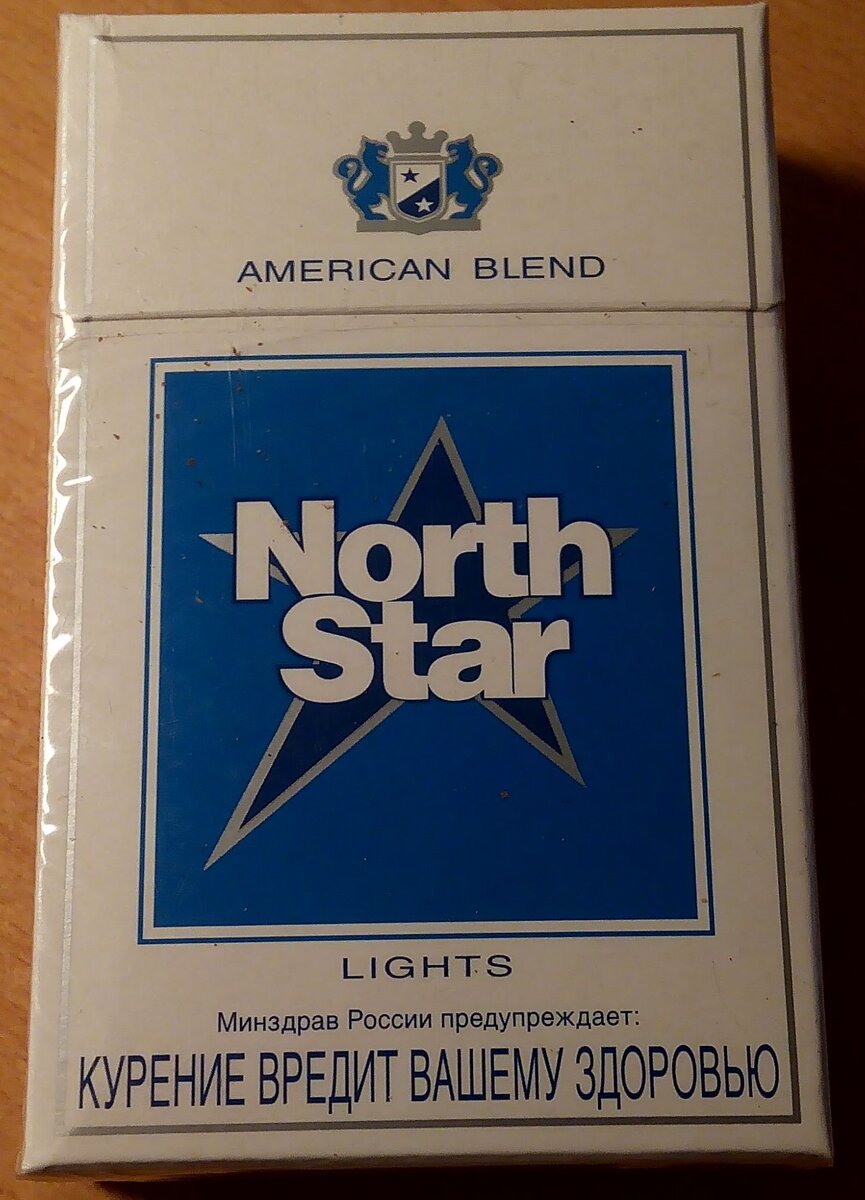 AMERICAN BLEND
North
Star
LIGHTS
Минздрав России предупреждает:
КУРЕНИЕ ВРЕДИТ ВАШЕМУ ЗДОРОВЬЮ